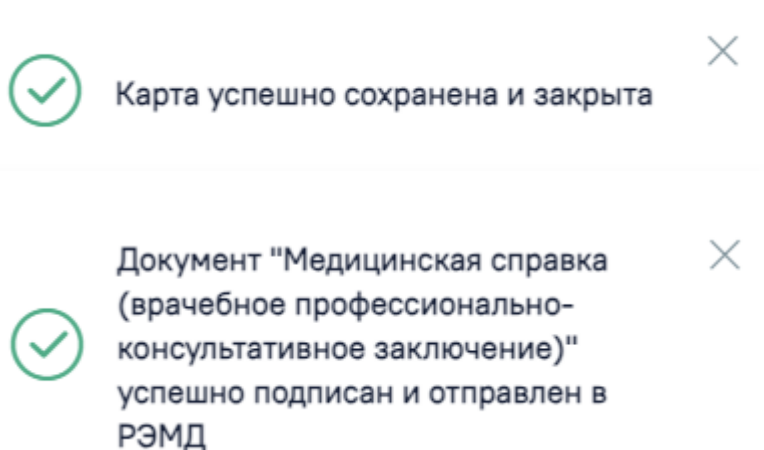 Карта успешно сохранена и закрыта
Документ "Медицинская справка
(врачебное профессионально-
консультативное заключение)"
успешно подписан и отправлен в
РЭМД